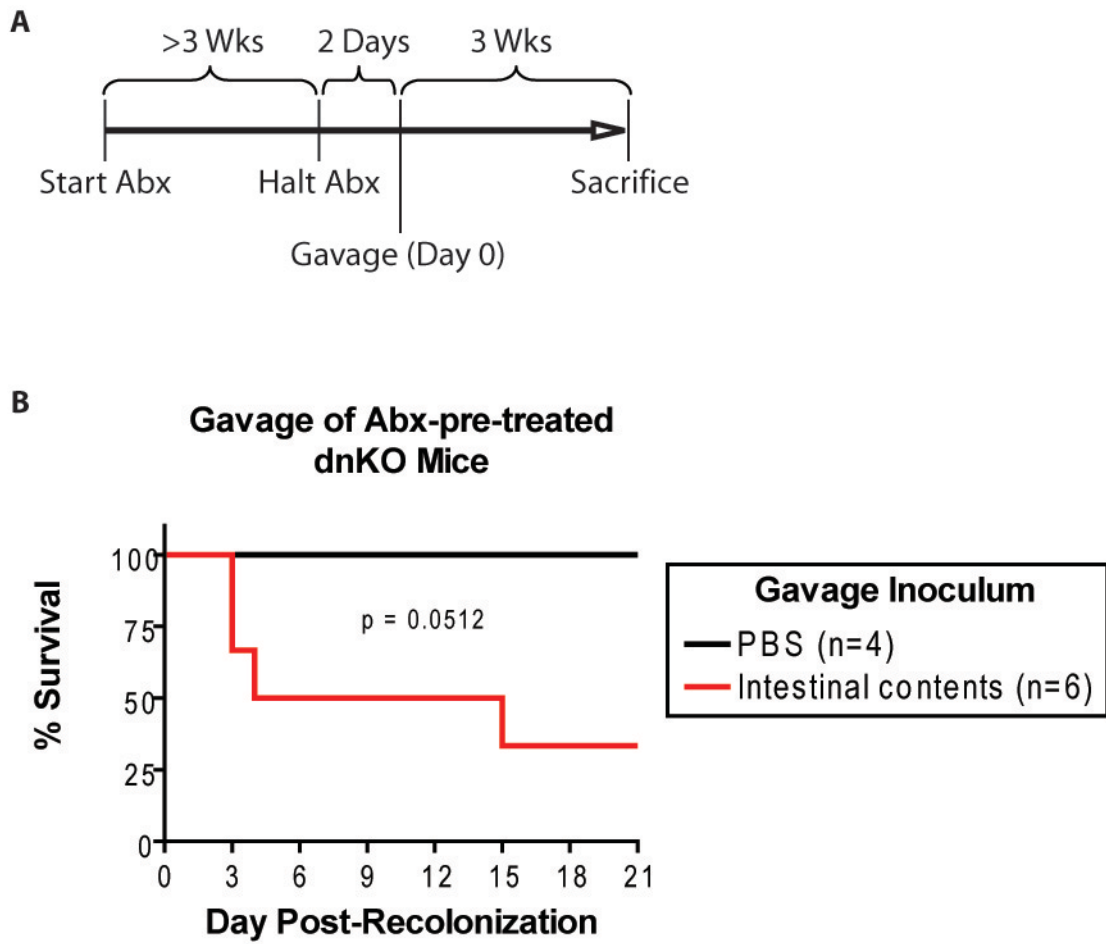 A
>3 Wks 2 Days 3 Wks
Start Abx Halt Abx Sacrifice
Gavage (Day 0)
B
Gavage of Abx-pre-treated
dnKO Mice
% Survival
100
75
50
25
0
p = 0.0512
0 3 6 9 12 15 18 21
Day Post-Recolonization
Gavage Inoculum
PBS (n=4)
Intestinal contents (n=6)